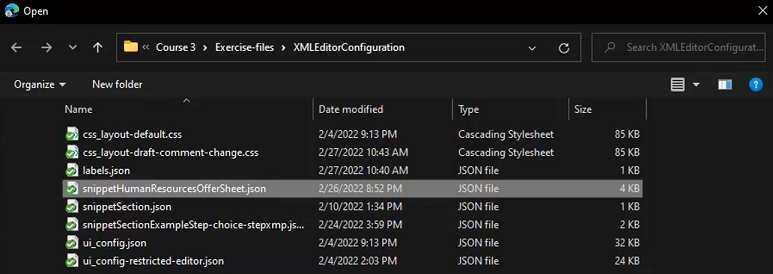 Open
« Course 3 > Exercise-files > XMLEditorConfiguration
Search XMLEditorConfigurat...
Organize New folder
Name Date modified Type Size
css_layout-default.css 2/4/2022 9:13 PM Cascading Stylesheet 85 KB
css_layout-draft-comment-change.css 2/27/2022 10:43 AM Cascading Stylesheet 85 KB
labels.json 2/27/2022 10:40 AM JSON file 1 KB
snippetHumanResourcesOfferSheet.json 2/26/2022 8:52 PM JSON file 4 KB
snippetSection.json 2/10/2022 1:34 PM JSON file 1 KB
snippetSectionExampleStep-choice-stepxmp.js... 2/24/2022 3:59 PM JSON file 2 KB
ui_config.json 2/4/2022 9:13 PM JSON file 32 KB
ui_config-restricted-editor.json 2/4/2022 2:03 PM JSON file 24 KB